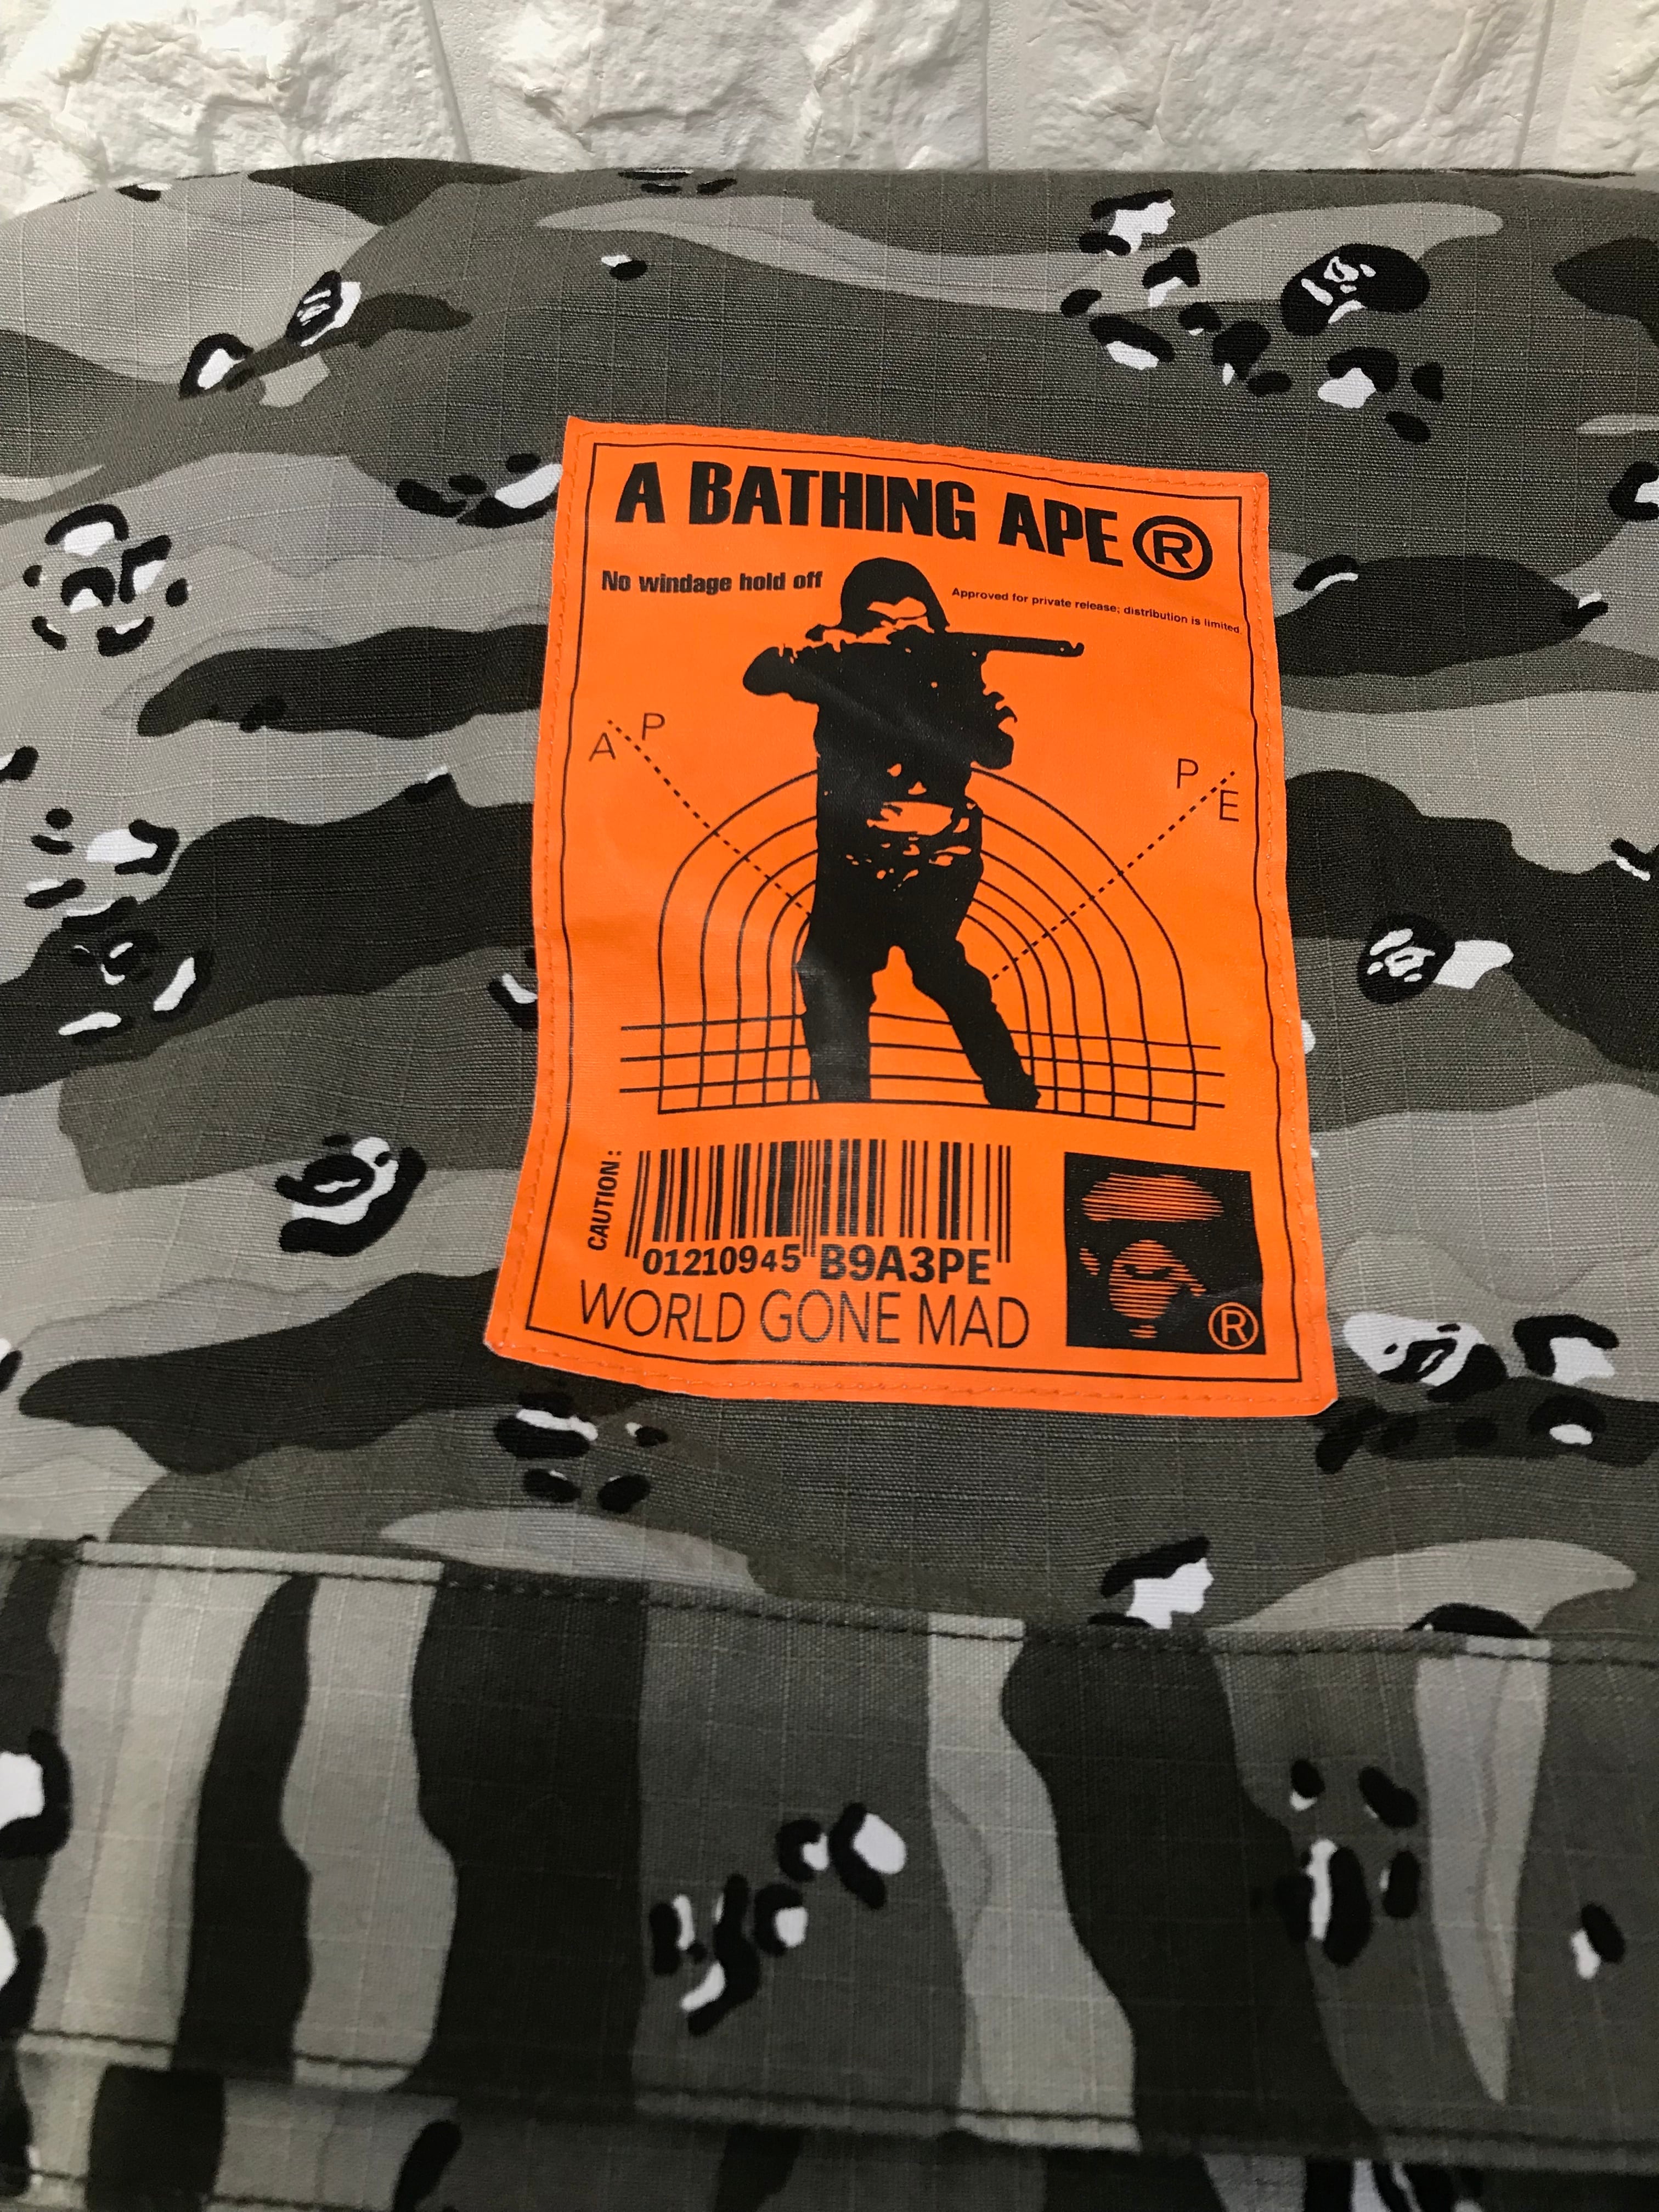 A BATHING APE®
No windage hold off
Approved for private release; distribution is limited.
A P
P E
CAUTION:
01210945 B9A3PE
WORLD GONE MAD
®